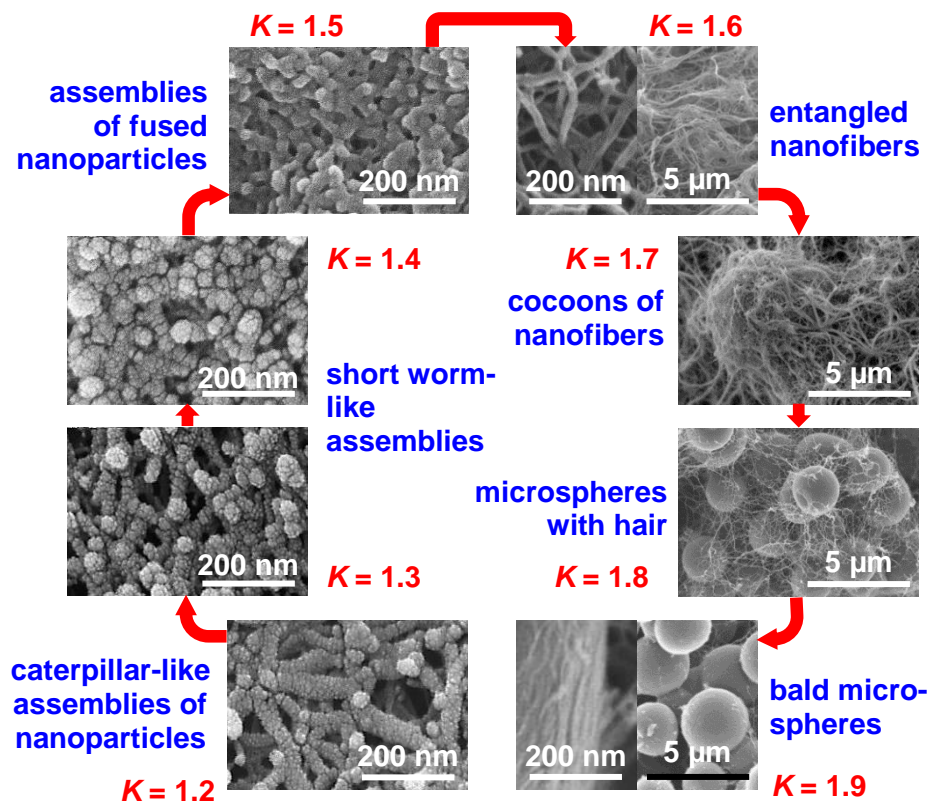 K = 1.5
K = 1.6
assemblies
of fused
nanoparticles
200 nm
200 nm
5 µm
entangled
nanofibers
K = 1.4
K = 1.7
cocoons of
nanofibers
200 nm
5 µm
short worm-
like
assemblies
microspheres
with hair
200 nm
5 µm
K = 1.3
K = 1.8
caterpillar-like
assemblies of
nanoparticles
200 nm
200 nm
5 µm
bald micro-
spheres
K = 1.2
K = 1.9